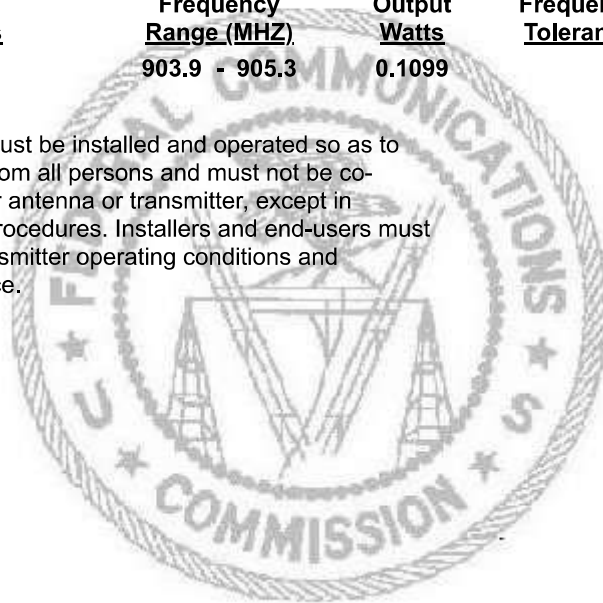 Frequency Output
Range (MHZ) Watts
903.9 - 905.3 0.1099
ust be installed and operated so as to
om all persons and must not be co-
antenna or transmitter, except in
rocedures. Installers and end-users must
smitter operating conditions and
FEDERAL COMMUNICATIONS
COMMISSION
U S